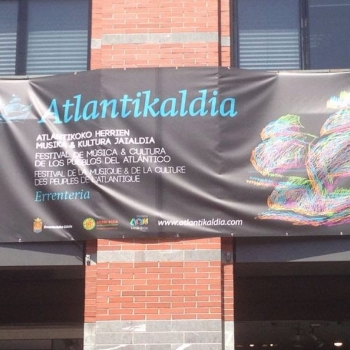 Atlantikaldia
ATLANTIKOKO HERRIEN
MUSIKA & KULTURA JAIALDIA
FESTIVAL DE MÚSICA & CULTURA
DE LOS PUEBLOS DEL ATLÁNTICO
FESTIVAL DE LA MUSIQUE & DE LA CULTURE
DES PEUPLES DE L'ATLANTIQUE
Errenteria
www.atlantikaldia.com